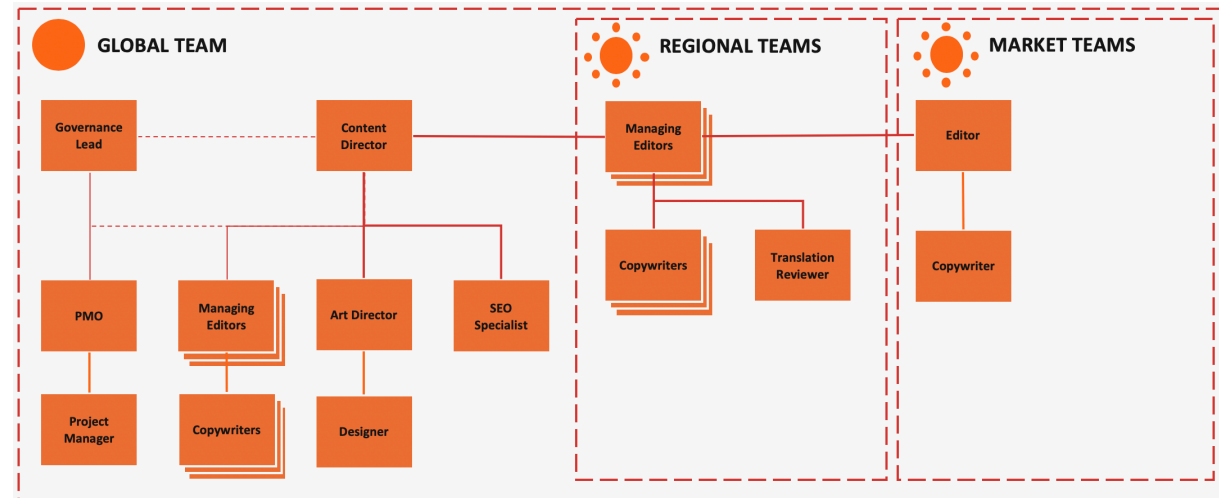 GLOBAL TEAM
REGIONAL TEAMS
MARKET TEAMS
Governance
Lead
Content
Director
Managing
Editors
Editor
Copywriters
Translation
Reviewer
Copywriter
PMO
Managing
Editors
Art Director
SEO
Specialist
Project
Manager
Copywriters
Designer